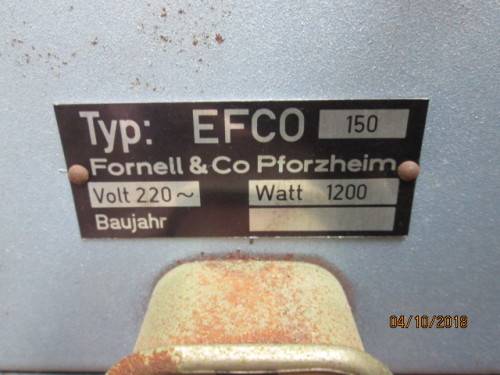 Typ: EFCO 150
Fornell & Co Pforzheim
Volt 220 ~ Watt 1200
Baujahr
04/10/2018